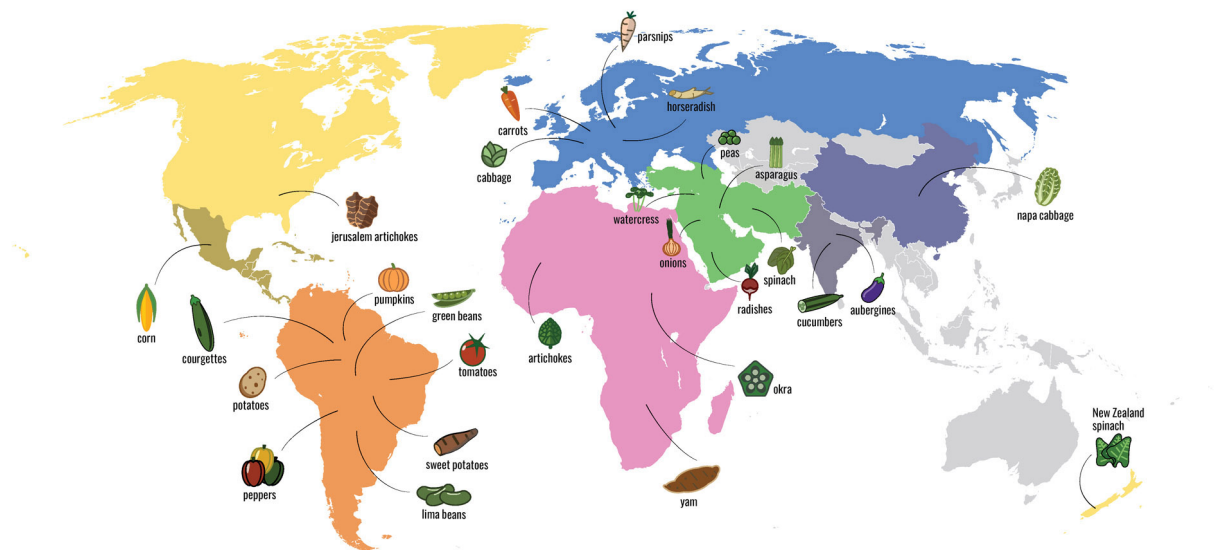 parsnips
horseradish
carrots
cabbage
peas
asparagus
watercress
napa cabbage
jerusalem artichokes
onions
spinach
radishes
cucumbers
aubergines
pumpkins
green beans
corn
courgettes
artichokes
tomatoes
potatoes
okra
New Zealand
spinach
sweet potatoes
peppers
lima beans
yam